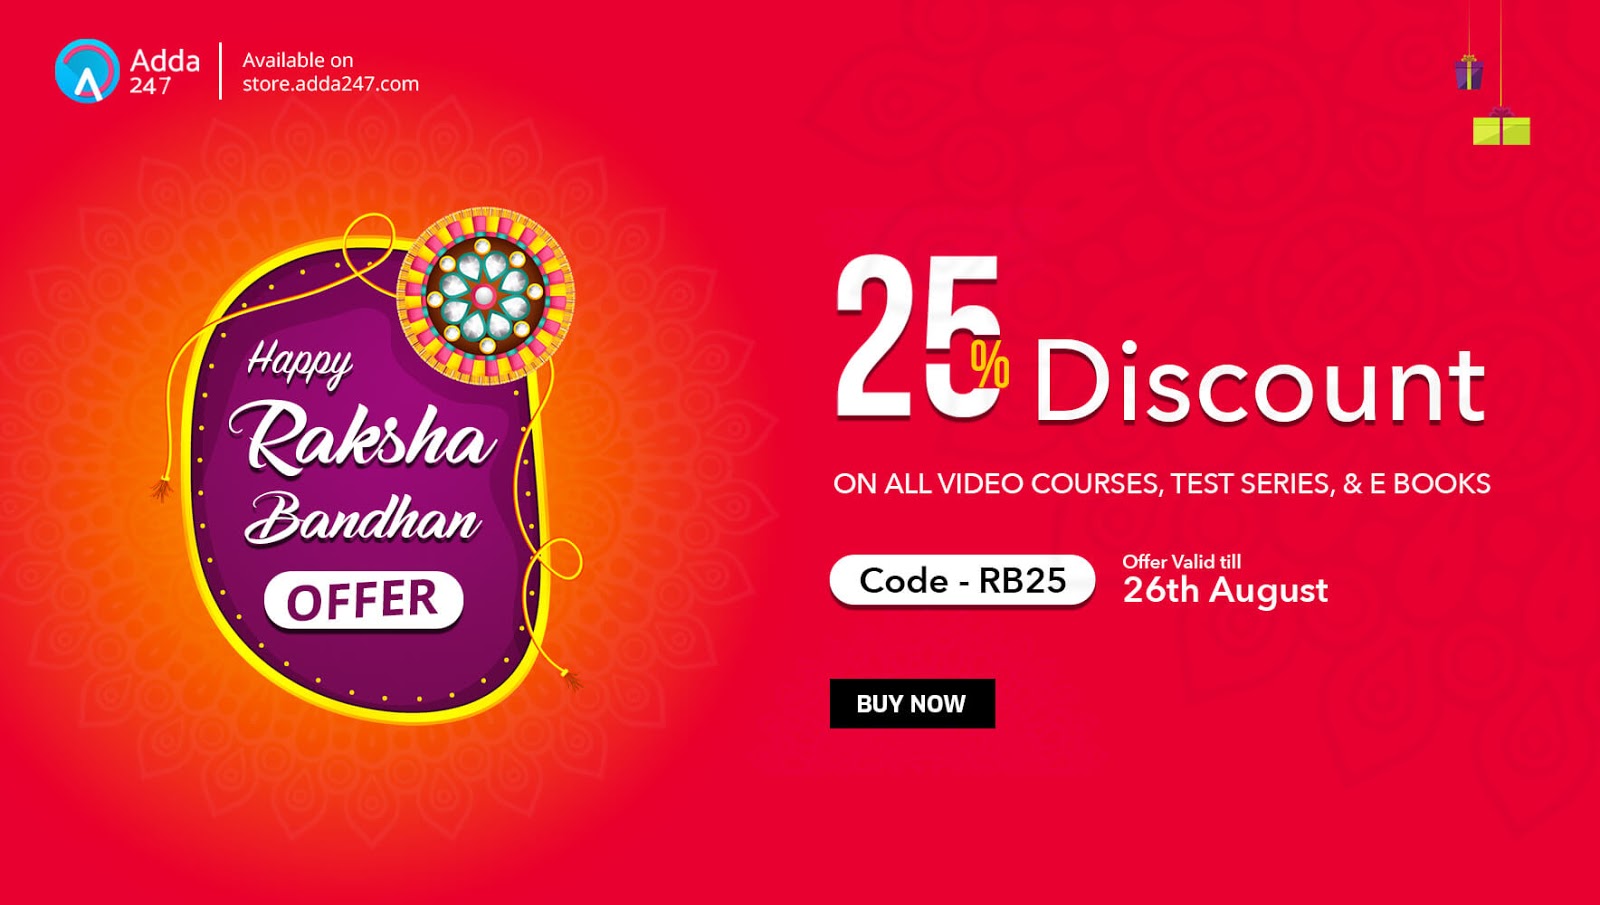 Adda
247
Available on
store.adda247.com
Happy
Raksha
Bandhan
OFFER
25% Discount
ON ALL VIDEO COURSES, TEST SERIES, & E BOOKS
Code - RB25
Offer Valid till
26th August
BUY NOW